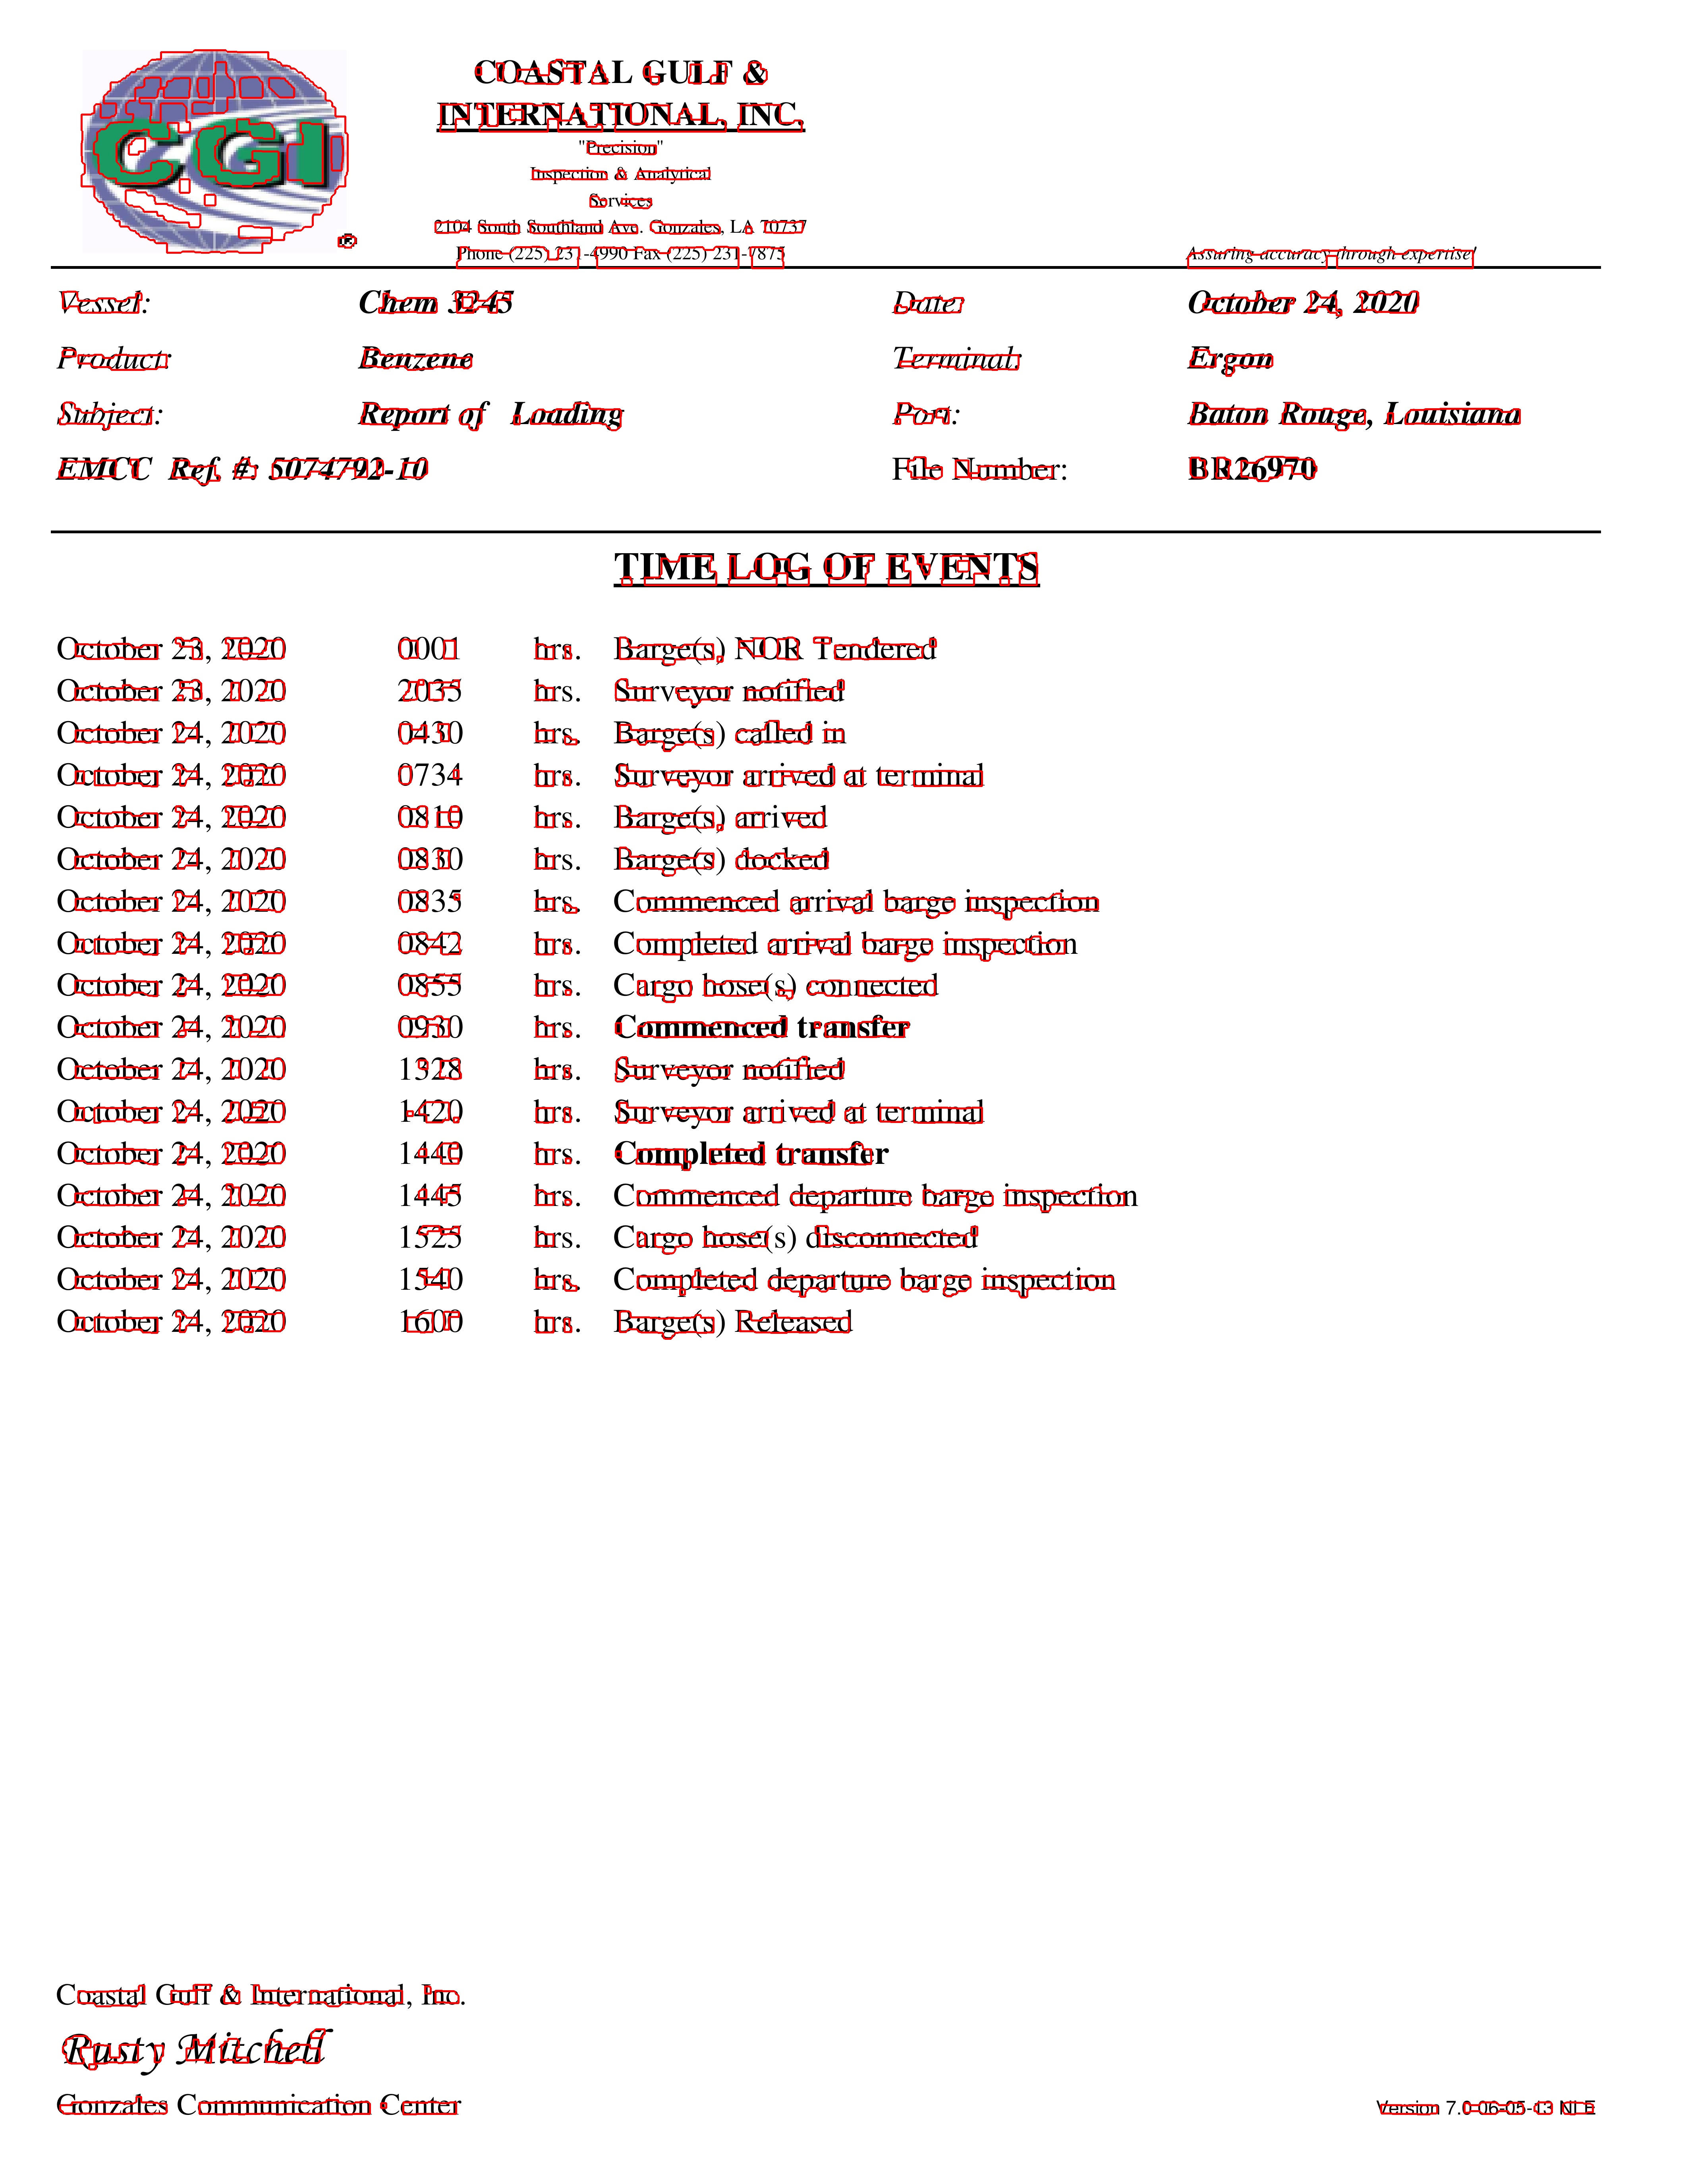 CGI
®
COASTAL GULF &
INTERNATIONAL, INC.
"Precision"
Inspection & Analytical
Services
2104 South Southland Ave. Gonzales, LA 70737
Phone (225) 231-4990 Fax (225) 231-7875
Assuring accuracy through expertise!
Vessel: Chem 3245 Date: October 24, 2020
Product: Benzene Terminal: Ergon
Subject: Report of Loading Port: Baton Rouge, Louisiana
EMCC Ref. #: 5074792-10 File Number: BR26970
TIME LOG OF EVENTS
October 23, 2020 0001 hrs. Barge(s) NOR Tendered
October 23, 2020 2035 hrs. Surveyor notified
October 24, 2020 0430 hrs. Barge(s) called in
October 24, 2020 0734 hrs. Surveyor arrived at terminal
October 24, 2020 0810 hrs. Barge(s) arrived
October 24, 2020 0830 hrs. Barge(s) docked
October 24, 2020 0835 hrs. Commenced arrival barge inspection
October 24, 2020 0842 hrs. Completed arrival barge inspection
October 24, 2020 0855 hrs. Cargo hose(s) connected
October 24, 2020 0930 hrs. Commenced transfer
October 24, 2020 1328 hrs. Surveyor notified
October 24, 2020 1420 hrs. Surveyor arrived at terminal
October 24, 2020 1440 hrs. Completed transfer
October 24, 2020 1445 hrs. Commenced departure barge inspection
October 24, 2020 1525 hrs. Cargo hose(s) disconnected
October 24, 2020 1540 hrs. Completed departure barge inspection
October 24, 2020 1600 hrs. Barge(s) Released
Coastal Gulf & International, Inc.
Rusty Mitchell
Gonzales Communication Center
Version 7.0-06-05-13 NLE